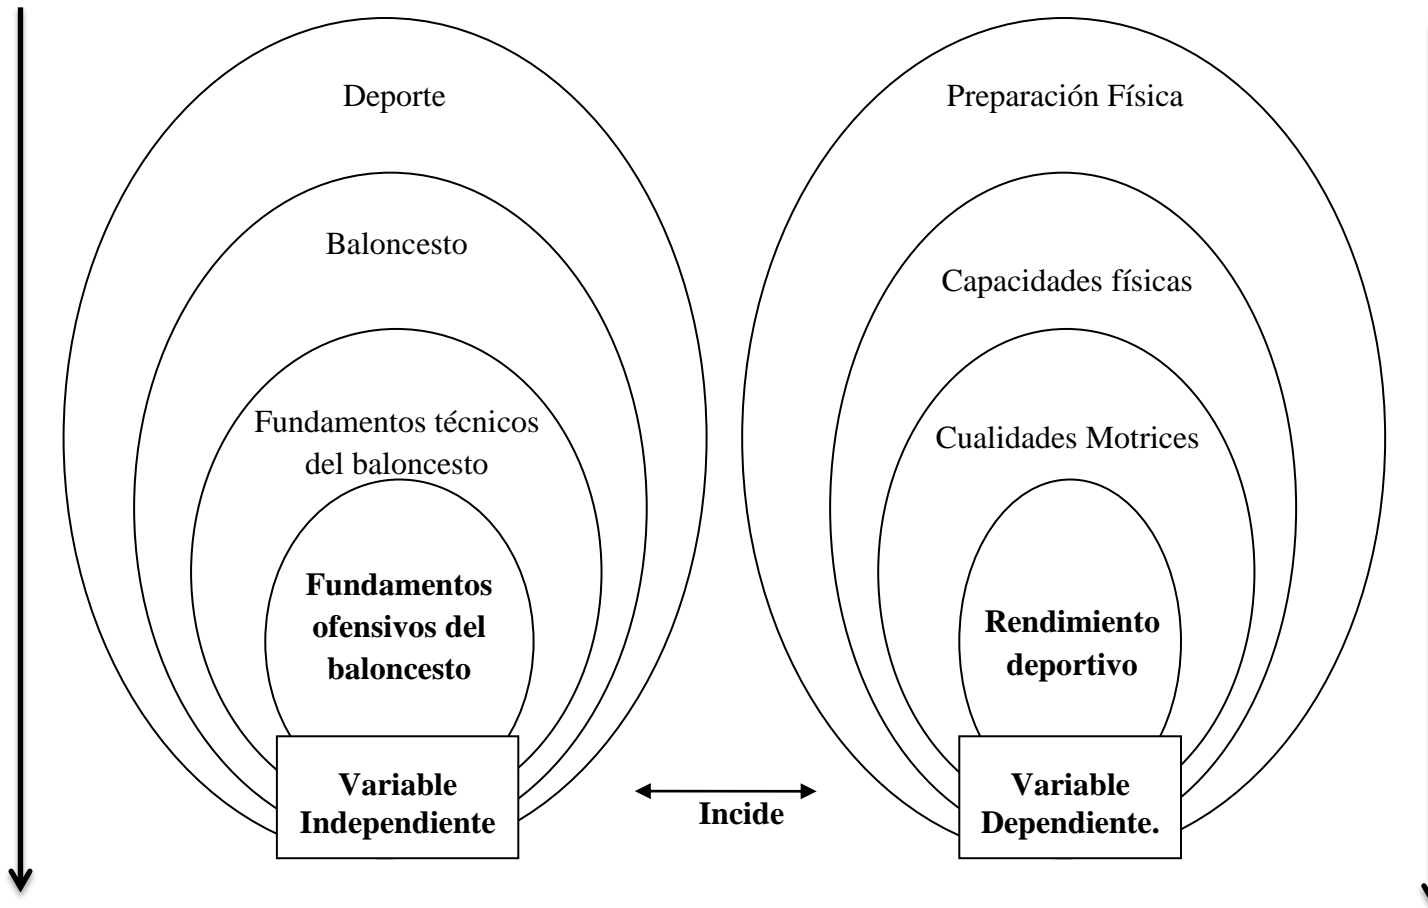 Deporte
Baloncesto
Fundamentos técnicos
del baloncesto
Fundamentos
ofensivos del
baloncesto
Variable
Independiente
Incide
Preparación Física
Capacidades físicas
Cualidades Motrices
Rendimiento
deportivo
Variable
Dependiente.